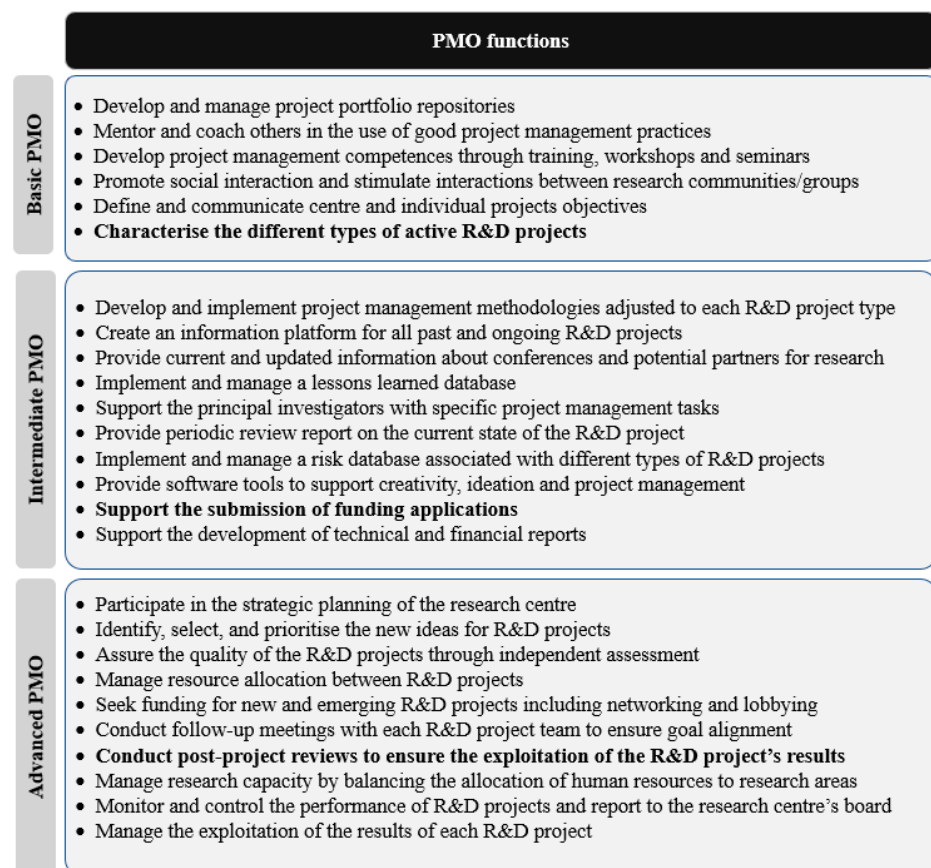 PMO functions
Basic PMO
• Develop and manage project portfolio repositories
• Mentor and coach others in the use of good project management practices
• Develop project management competences through training, workshops and seminars
• Promote social interaction and stimulate interactions between research communities/groups
• Define and communicate centre and individual projects objectives
• Characterise the different types of active R&D projects
Intermediate PMO
• Develop and implement project management methodologies adjusted to each R&D project type
• Create an information platform for all past and ongoing R&D projects
• Provide current and updated information about conferences and potential partners for research
• Implement and manage a lessons learned database
• Support the principal investigators with specific project management tasks
• Provide periodic review report on the current state of the R&D project
• Implement and manage a risk database associated with different types of R&D projects
• Provide software tools to support creativity, ideation and project management
• Support the submission of funding applications
• Support the development of technical and financial reports
Advanced PMO
• Participate in the strategic planning of the research centre
• Identify, select, and prioritise the new ideas for R&D projects
• Assure the quality of the R&D projects through independent assessment
• Manage resource allocation between R&D projects
• Seek funding for new and emerging R&D projects including networking and lobbying
• Conduct follow-up meetings with each R&D project team to ensure goal alignment
• Conduct post-project reviews to ensure the exploitation of the R&D project's results
• Manage research capacity by balancing the allocation of human resources to research areas
• Monitor and control the performance of R&D projects and report to the research centre's board
• Manage the exploitation of the results of each R&D project